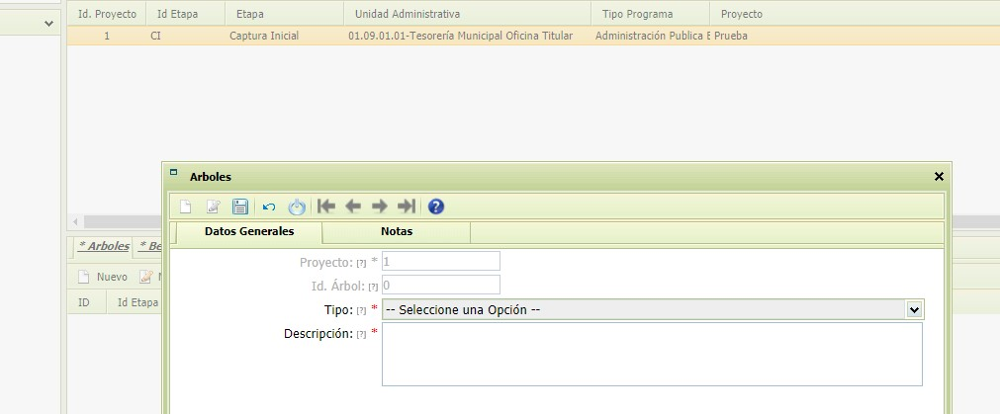 Id. Proyecto Id Etapa Etapa Unidad Administrativa Tipo Programa Proyecto
1 CI Captura Inicial 01.09.01.01-Tesorería Municipal Oficina Titular Administración Publica E Prueba
Arboles
Datos Generales Notas
* Arboles * Be
Proyecto: [?] * 1
Nuevo
Id. Árbol: [?] 0
ID Id Etapa
Tipo: [?] * -- Seleccione una Opción --
Descripción: [?] *